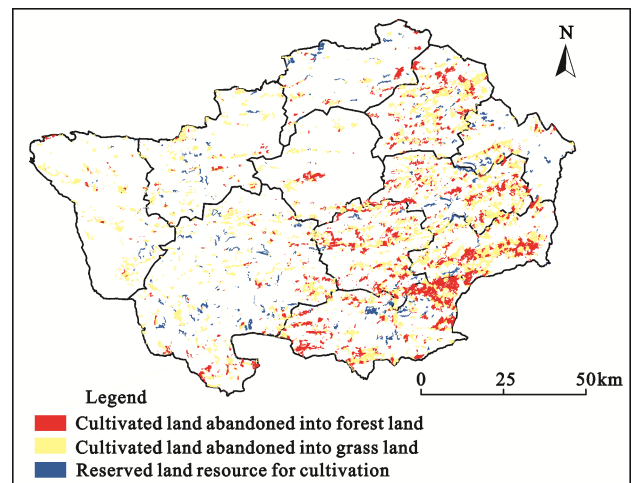 N
0 25 50km
Legend
Cultivated land abandoned into forest land
Cultivated land abandoned into grass land
Reserved land resource for cultivation